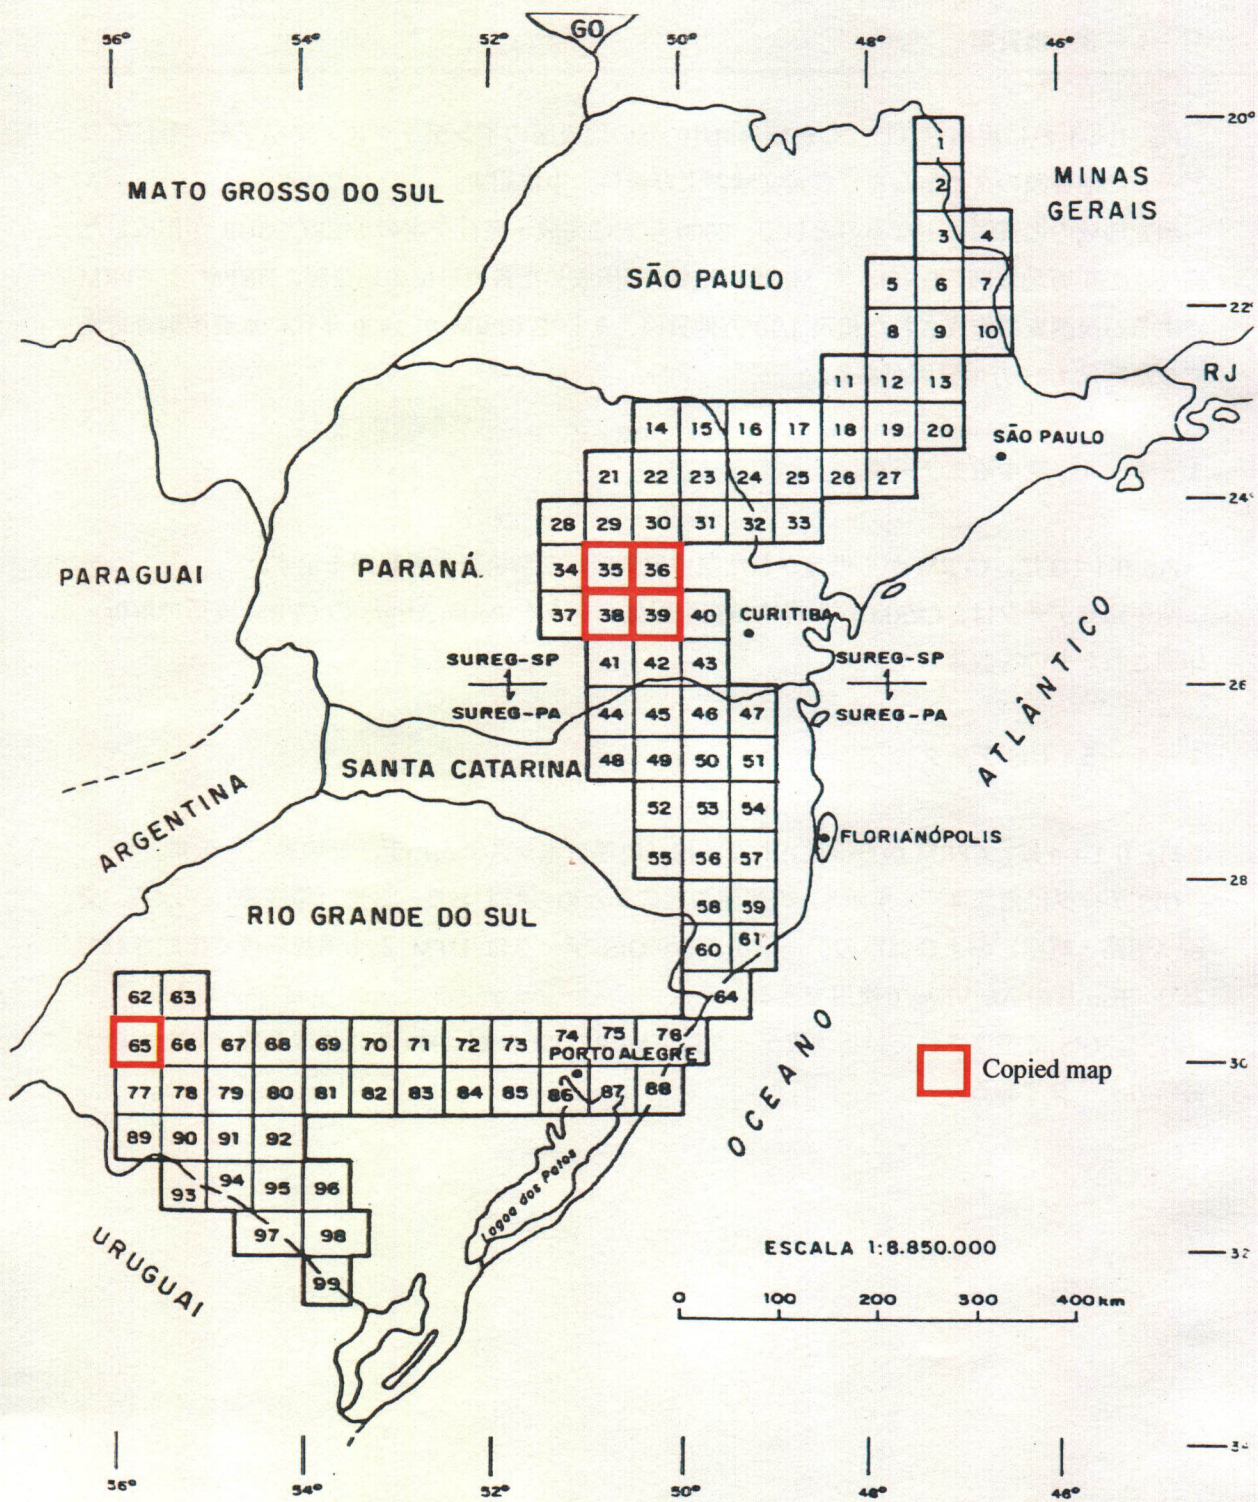 56° 54° 52° GO 50° 48° 46°
20°
1
MATO GROSSO DO SUL 2 MINAS
GERAIS
3 4
SÃO PAULO 5 6 7
22°
8 9 10
RJ
11 12 13
14 15 16 17 18 19 20 SÃO PAULO
21 22 23 24 25 26 27
24°
28 29 30 31 32 33
PARAGUAI PARANÁ 34 35 36
37 38 39 40 CURITIBA
SUREG-SP 41 42 43 SUREG-SP
26
SUREG-PA 44 45 46 47 SUREG-PA
ATLÂNTICO
SANTA CATARINA 48 49 50 51
ARGENTINA 52 53 54
FLORIANÓPOLIS
55 56 57
28
RIO GRANDE DO SUL 58 59
60 61
62 63 64
65 66 67 68 69 70 71 72 73 74 75 76
PORTO ALEGRE
30
OCEANO
Copied map
77 78 79 80 81 82 83 84 85 86 87 88
89 90 91 92
93 94 95 96
Lagoa dos Patos
97 98
URUGUAI
ESCALA 1:8.850.000
32
99
0 100 200 300 400 km
56° 54° 52° 50° 48° 46°